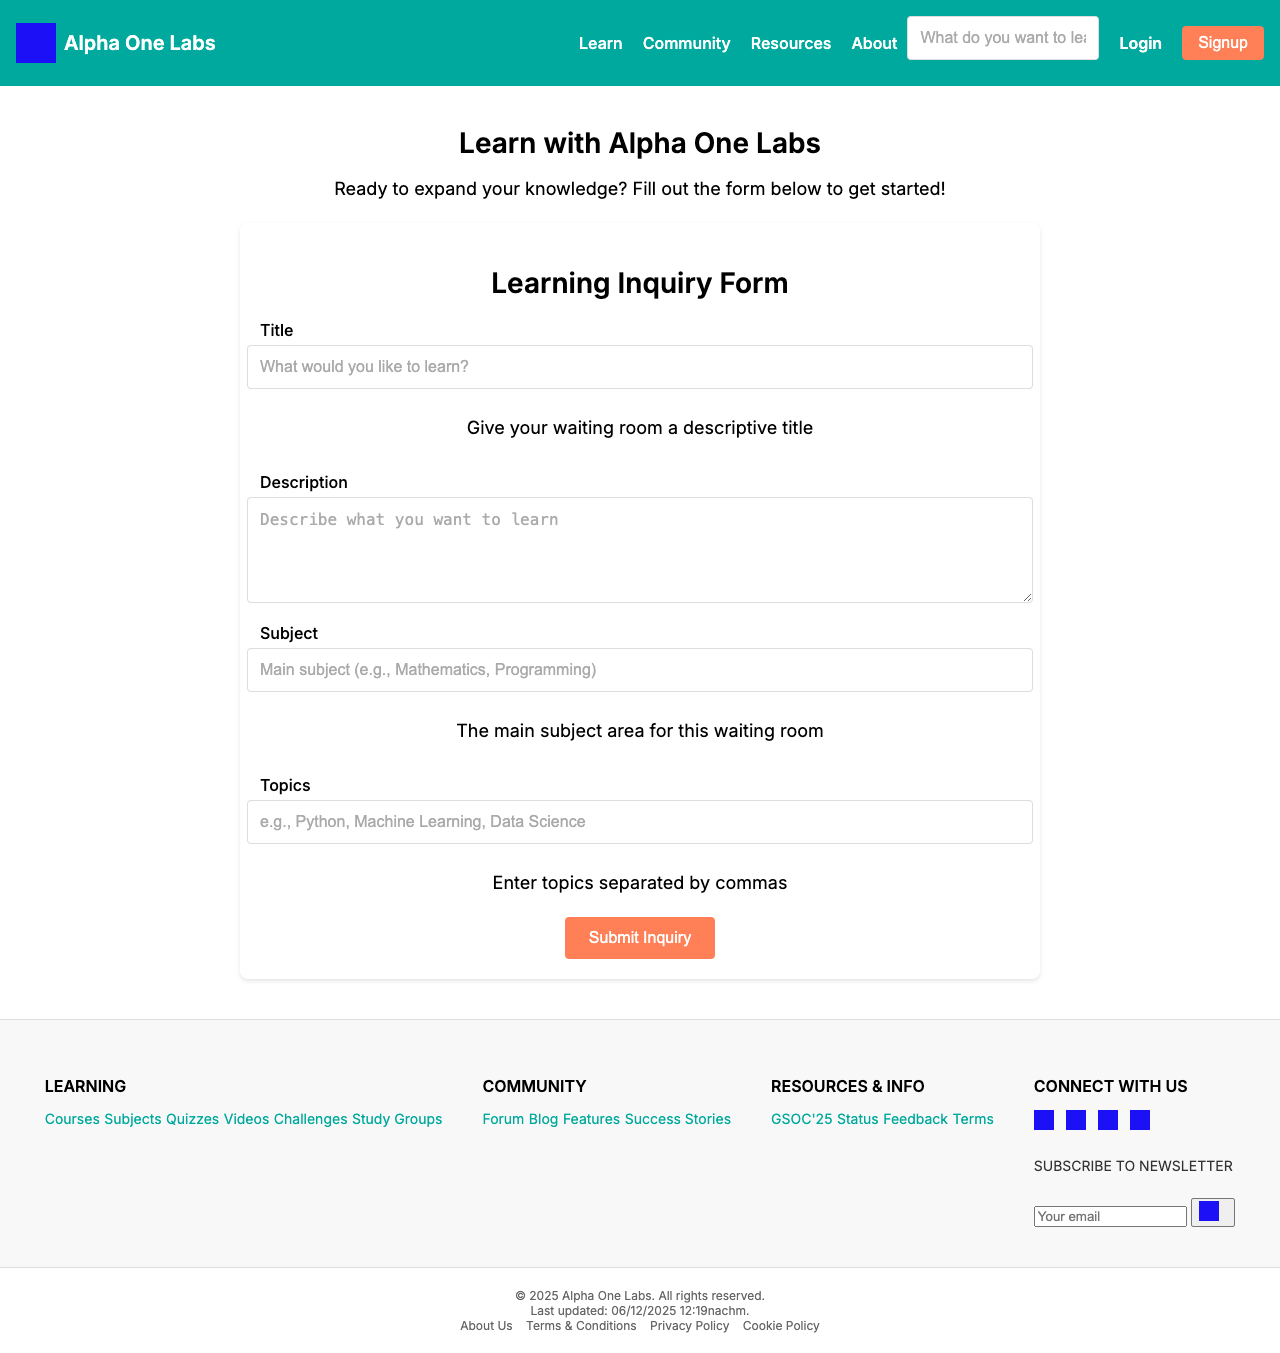 Alpha One Labs
Learn Community Resources About What do you want to lea Login Signup
Learn with Alpha One Labs
Ready to expand your knowledge? Fill out the form below to get started!
Learning Inquiry Form
Title
What would you like to learn?
Give your waiting room a descriptive title
Description
Describe what you want to learn
Subject
Main subject (e.g., Mathematics, Programming)
The main subject area for this waiting room
Topics
e.g., Python, Machine Learning, Data Science
Enter topics separated by commas
Submit Inquiry
LEARNING
Courses Subjects Quizzes Videos Challenges Study Groups
COMMUNITY
Forum Blog Features Success Stories
RESOURCES & INFO
GSOC'25 Status Feedback Terms
CONNECT WITH US
SUBSCRIBE TO NEWSLETTER
Your email
© 2025 Alpha One Labs. All rights reserved.
Last updated: 06/12/2025 12:19nachm.
About Us Terms & Conditions Privacy Policy Cookie Policy